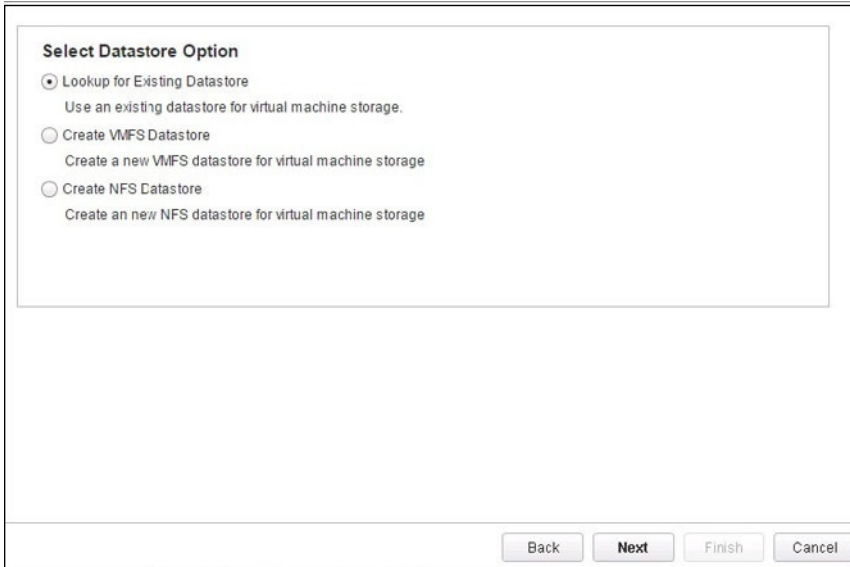 Select Datastore Option
Lookup for Existing Datastore
Use an existing datastore for virtual machine storage.
Create VMFS Datastore
Create a new VMFS datastore for virtual machine storage
Create NFS Datastore
Create an new NFS datastore for virtual machine storage
Back Next Finish Cancel